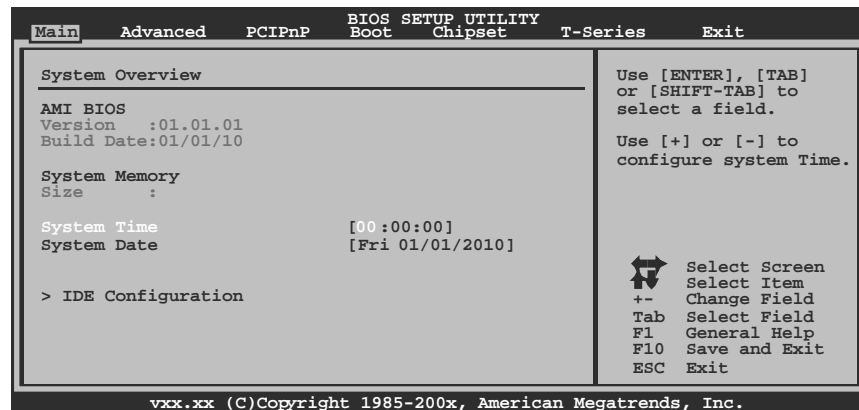 BIOS SETUP UTILITY
Main Advanced PCIPnP Boot Chipset T-Series Exit
System Overview
AMI BIOS
Version :01.01.01
Build Date:01/01/10
System Memory
Size :
System Time [00:00:00]
System Date [Fri 01/01/2010]
> IDE Configuration
Use [ENTER], [TAB]
or [SHIFT-TAB] to
select a field.
Use [+] or [-] to
configure system Time.
Select Screen
Select Item
+- Change Field
Tab Select Field
F1 General Help
F10 Save and Exit
ESC Exit
vxx.xx (C)Copyright 1985-200x, American Megatrends, Inc.